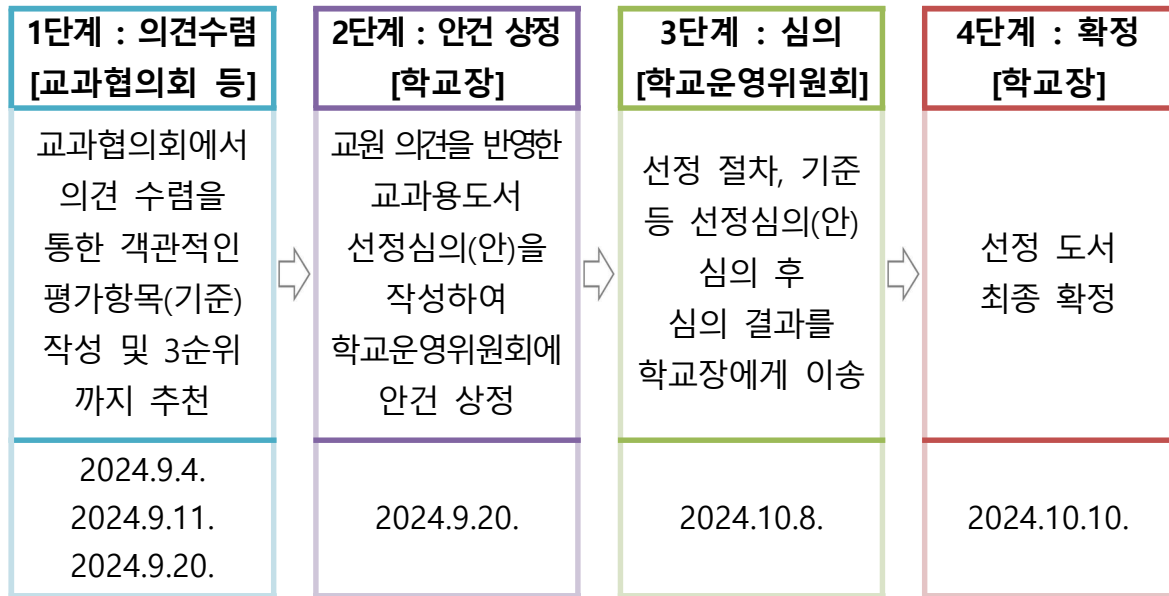 1단계 : 의견수렴
[교과협의회 등]
교과협의회에서
의견 수렴을
통한 객관적인
평가항목(기준)
작성 및 3순위
까지 추천
2024.9.4.
2024.9.11.
2024.9.20.
2단계 : 안건 상정
[학교장]
교원 의견을 반영한
교과용도서
선정심의(안)을
작성하여
학교운영위원회에
안건 상정
2024.9.20.
3단계 : 심의
[학교운영위원회]
선정 절차, 기준
등 선정심의(안)
심의 후
심의 결과를
학교장에게 이송
2024.10.8.
4단계 : 확정
[학교장]
선정 도서
최종 확정
2024.10.10.